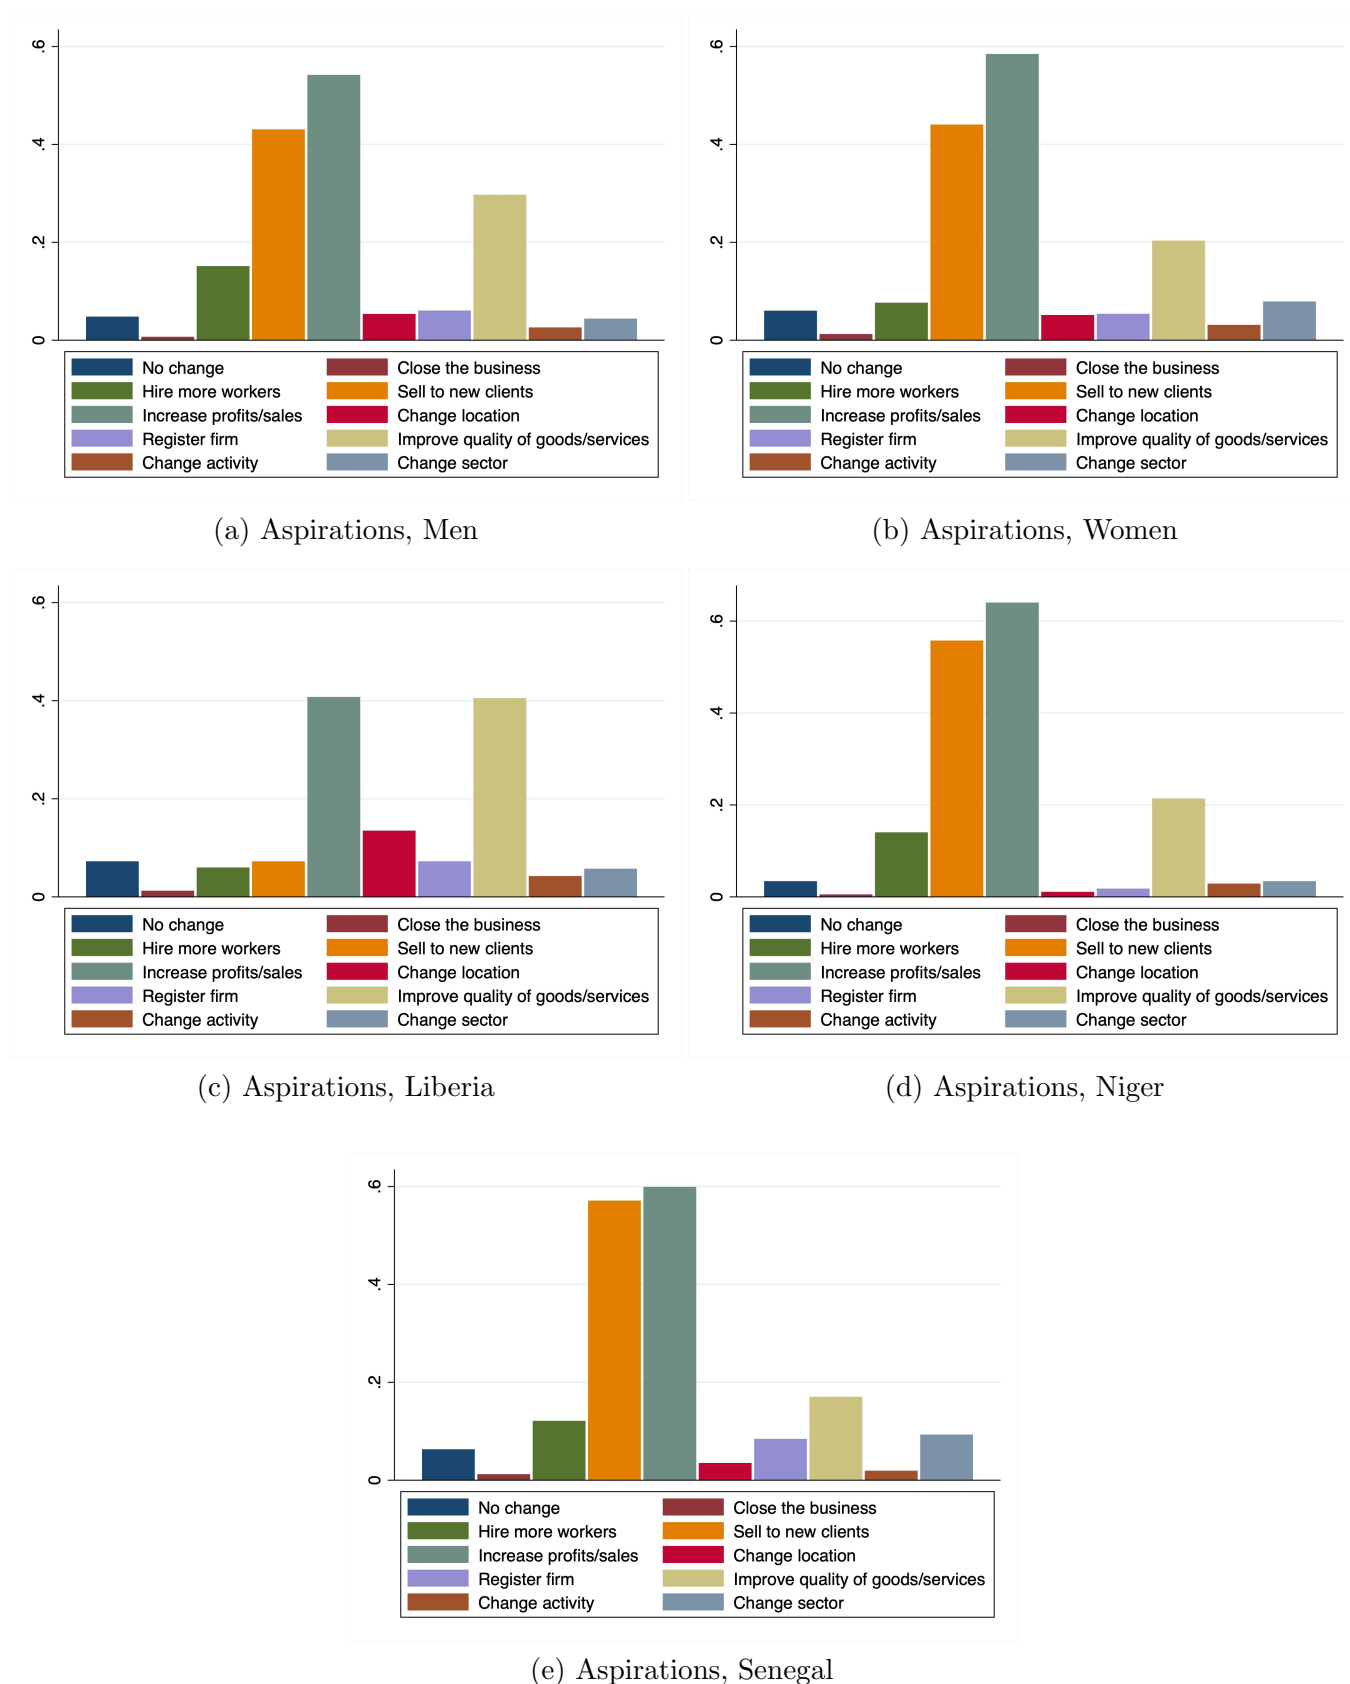 .6
.4
.2
0
No change Close the business
Hire more workers Sell to new clients
Increase profits/sales Change location
Register firm Improve quality of goods/services
Change activity Change sector
(a) Aspirations, Men
.6
.4
.2
0
No change Close the business
Hire more workers Sell to new clients
Increase profits/sales Change location
Register firm Improve quality of goods/services
Change activity Change sector
(b) Aspirations, Women
.6
.4
.2
0
No change Close the business
Hire more workers Sell to new clients
Increase profits/sales Change location
Register firm Improve quality of goods/services
Change activity Change sector
(c) Aspirations, Liberia
.6
.4
.2
0
No change Close the business
Hire more workers Sell to new clients
Increase profits/sales Change location
Register firm Improve quality of goods/services
Change activity Change sector
(d) Aspirations, Niger
.6
.4
.2
0
No change Close the business
Hire more workers Sell to new clients
Increase profits/sales Change location
Register firm Improve quality of goods/services
Change activity Change sector
(e) Aspirations, Senegal